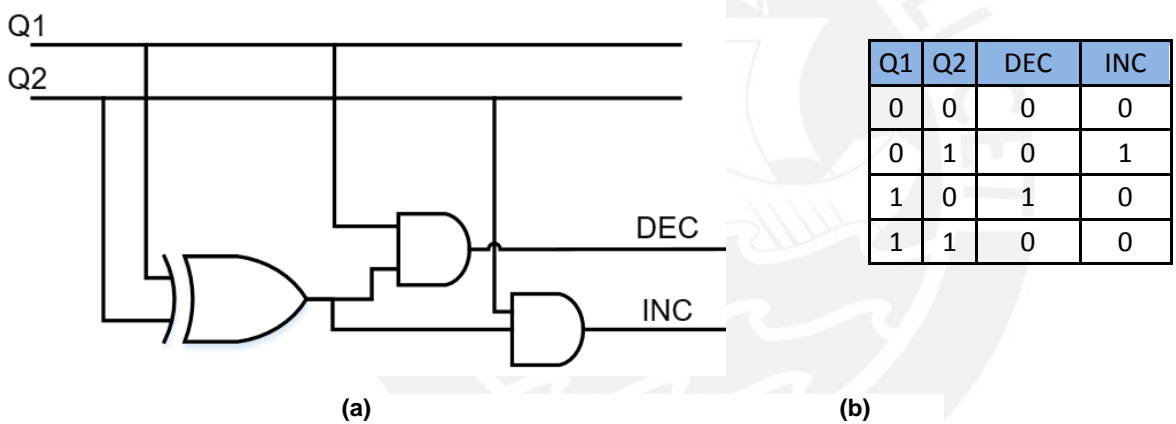 Q1
Q2
DEC
INC
(a)
Q1 Q2 DEC INC
0 0 0 0
0 1 0 1
1 0 1 0
1 1 0 0
(b)